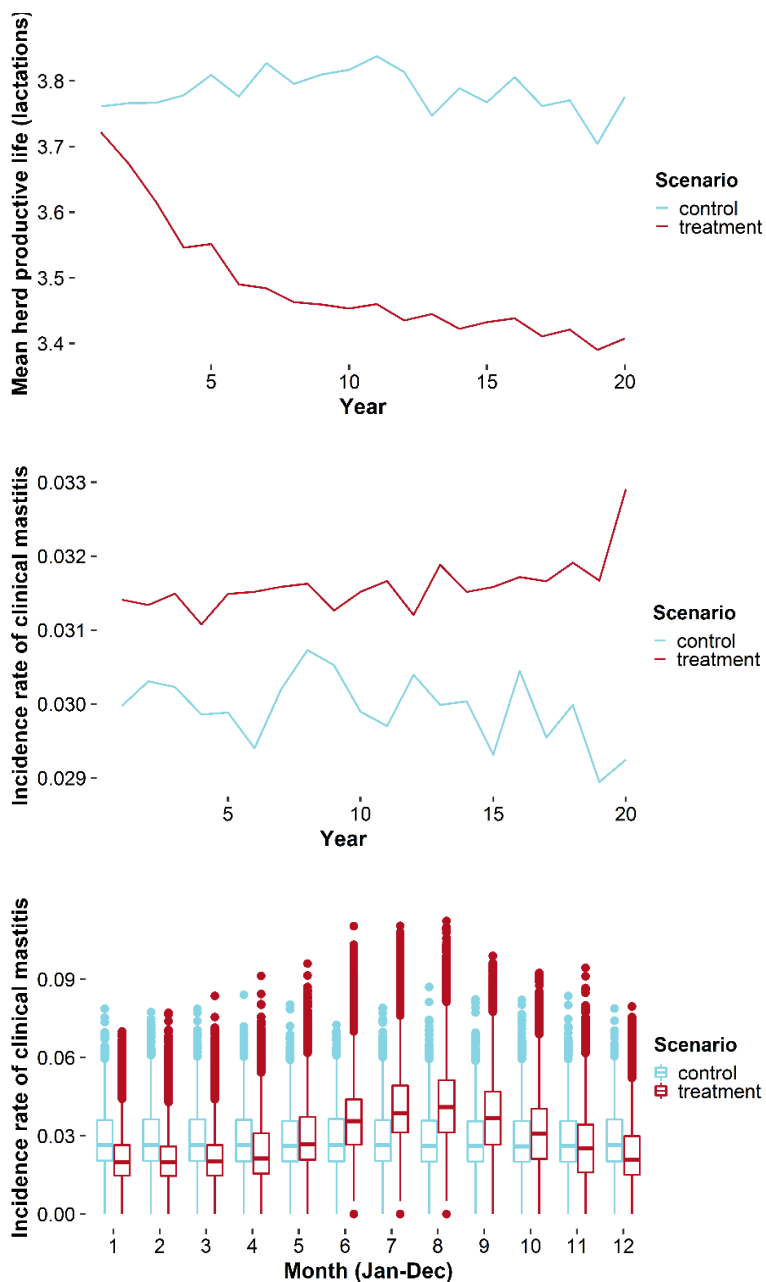 Mean herd productive life (lactations)
3.8
3.7
3.6
3.5
3.4
5 10 15 20
Year
Scenario
control
treatment
Incidence rate of clinical mastitis
0.033
0.032
0.031
0.030
0.029
5 10 15 20
Year
Scenario
control
treatment
Incidence rate of clinical mastitis
0.09
0.06
0.03
0.00
1 2 3 4 5 6 7 8 9 10 11 12
Month (Jan-Dec)
Scenario
control
treatment